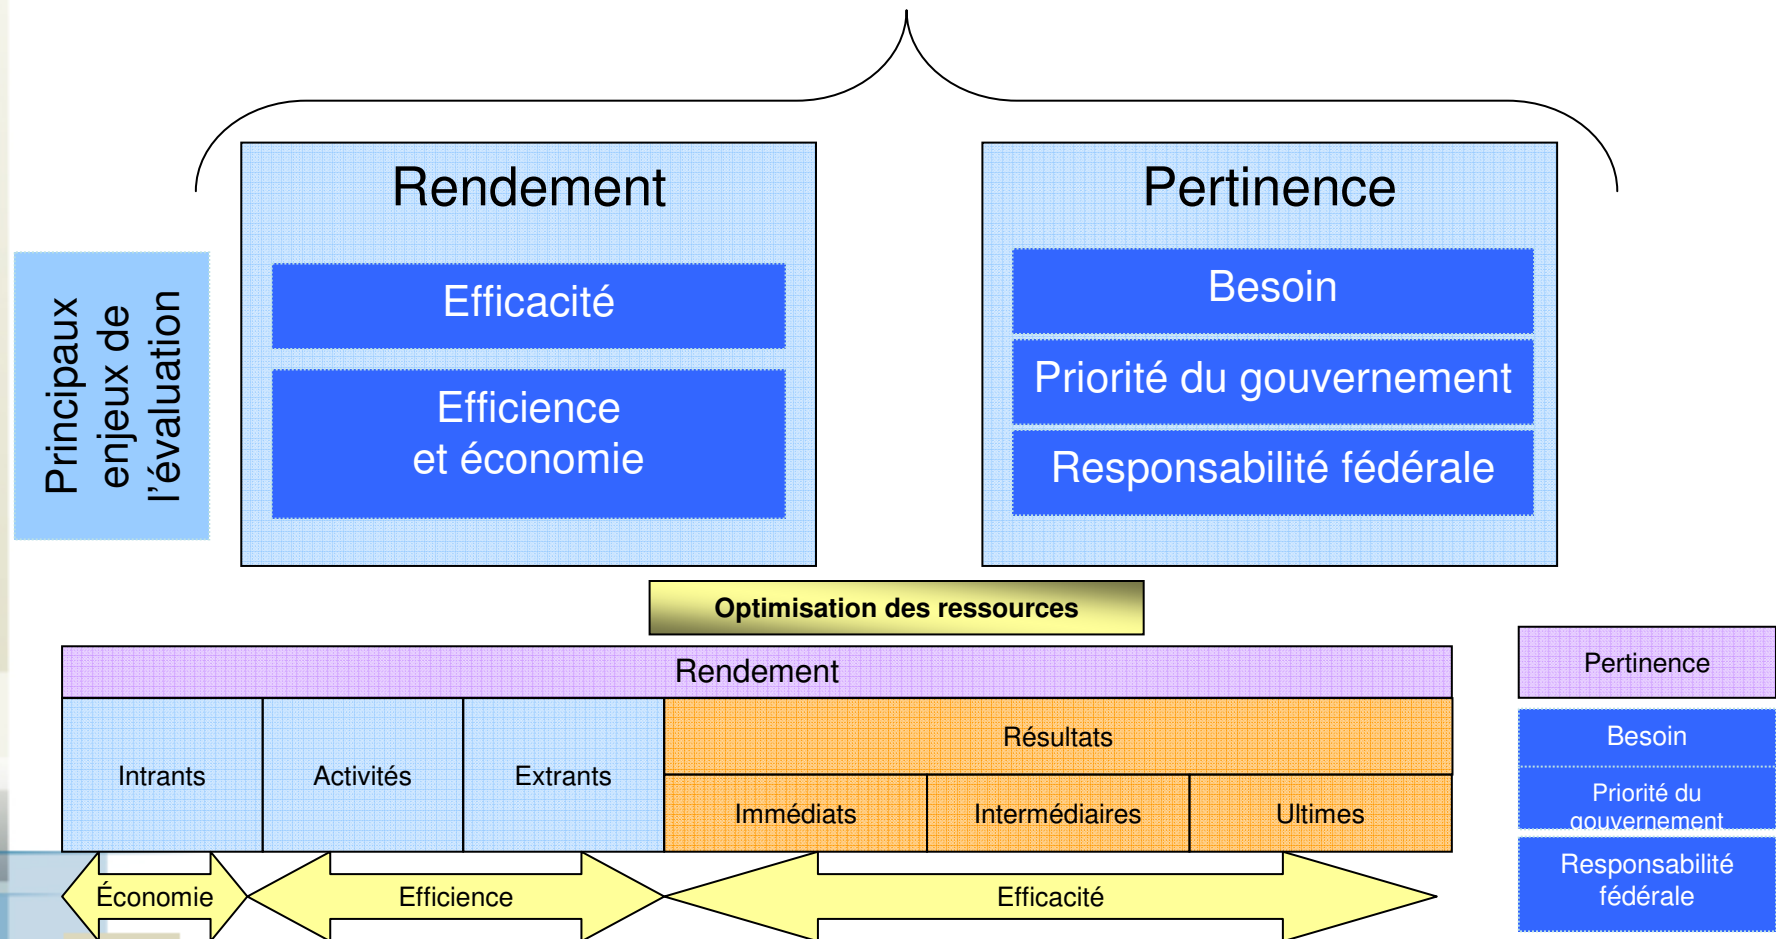 Rendement
Pertinence
Principaux
enjeux de
l'évaluation
Efficacité
Efficience
et économie
Besoin
Priorité du gouvernement
Responsabilité fédérale
Optimisation des ressources
Rendement
Intrants
Activités
Extrants
Résultats
Immédiats
Intermédiaires
Ultimes
Économie
Efficience
Efficacité
Pertinence
Besoin
Priorité du
gouvernement
Responsabilité
fédérale